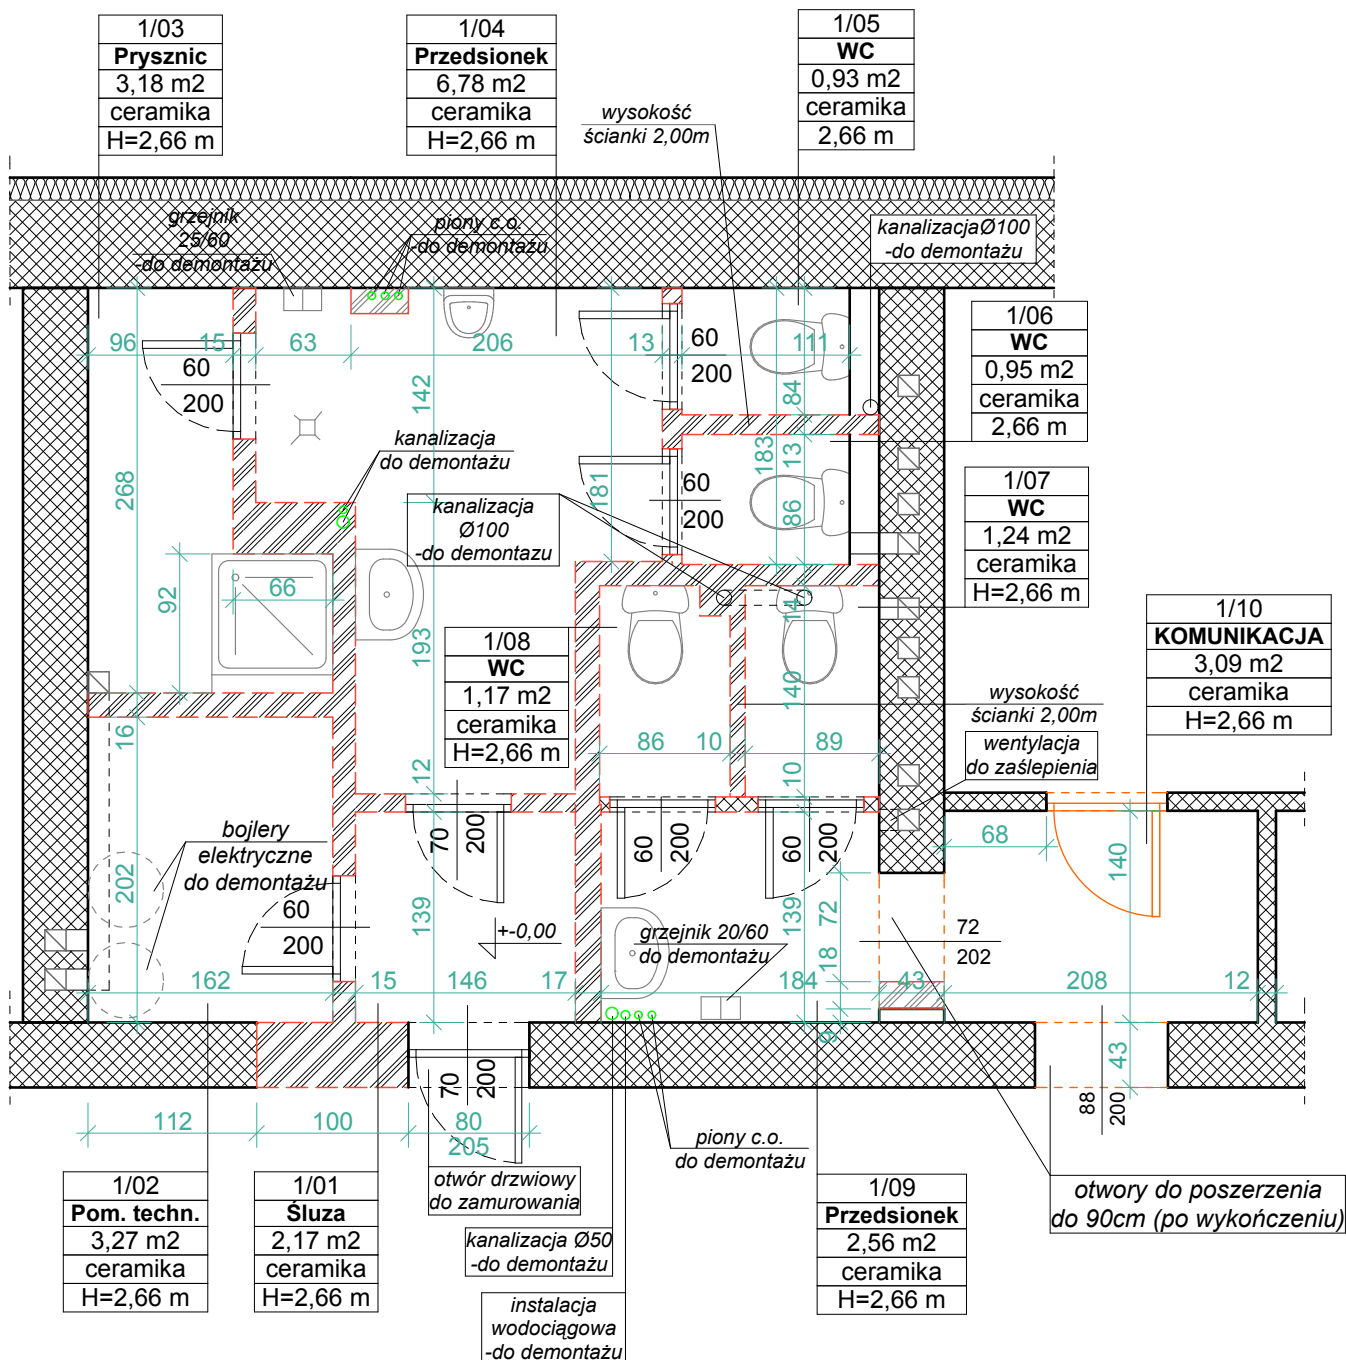 1/03
Prysznic
3,18 m2
ceramika
H=2,66 m
1/04
Przedsionek
6,78 m2
ceramika
H=2,66 m
1/05
WC
0,93 m2
ceramika
2,66 m
wysokość
ścianki 2,00m
grzejnik
25/60
-do demontażu
piony c.o.
-do demontażu
kanalizacjaØ100
-do demontażu
1/06
WC
0,95 m2
ceramika
2,66 m
96
15
63
206
13
111
60
200
60
200
142
84
kanalizacja
do demontażu
183
13
268
181
60
200
86
kanalizacja
Ø100
-do demontazu
1/07
WC
1,24 m2
ceramika
H=2,66 m
92
66
14
193
140
1/08
WC
1,17 m2
ceramika
H=2,66 m
1/10
KOMUNIKACJA
3,09 m2
ceramika
H=2,66 m
wysokość
ścianki 2,00m
wentylacja
do zaślepienia
16
86
10
89
12
10
bojlery
elektryczne
do demontażu
70
200
60
200
60
200
68
140
202
60
200
139
+-0,00
grzejnik 20/60
do demontażu
139
72
18
72
202
162
15
146
17
184
43
208
12
9
43
70
200
88
200
112
100
80
205
piony c.o.
do demontażu
otwór drzwiowy
do zamurowania
otwory do poszerzenia
do 90cm (po wykończeniu)
1/02
Pom. techn.
3,27 m2
ceramika
H=2,66 m
1/01
Śluza
2,17 m2
ceramika
H=2,66 m
kanalizacja Ø50
-do demontażu
1/09
Przedsionek
2,56 m2
ceramika
H=2,66 m
instalacja
wodociągowa
-do demontażu